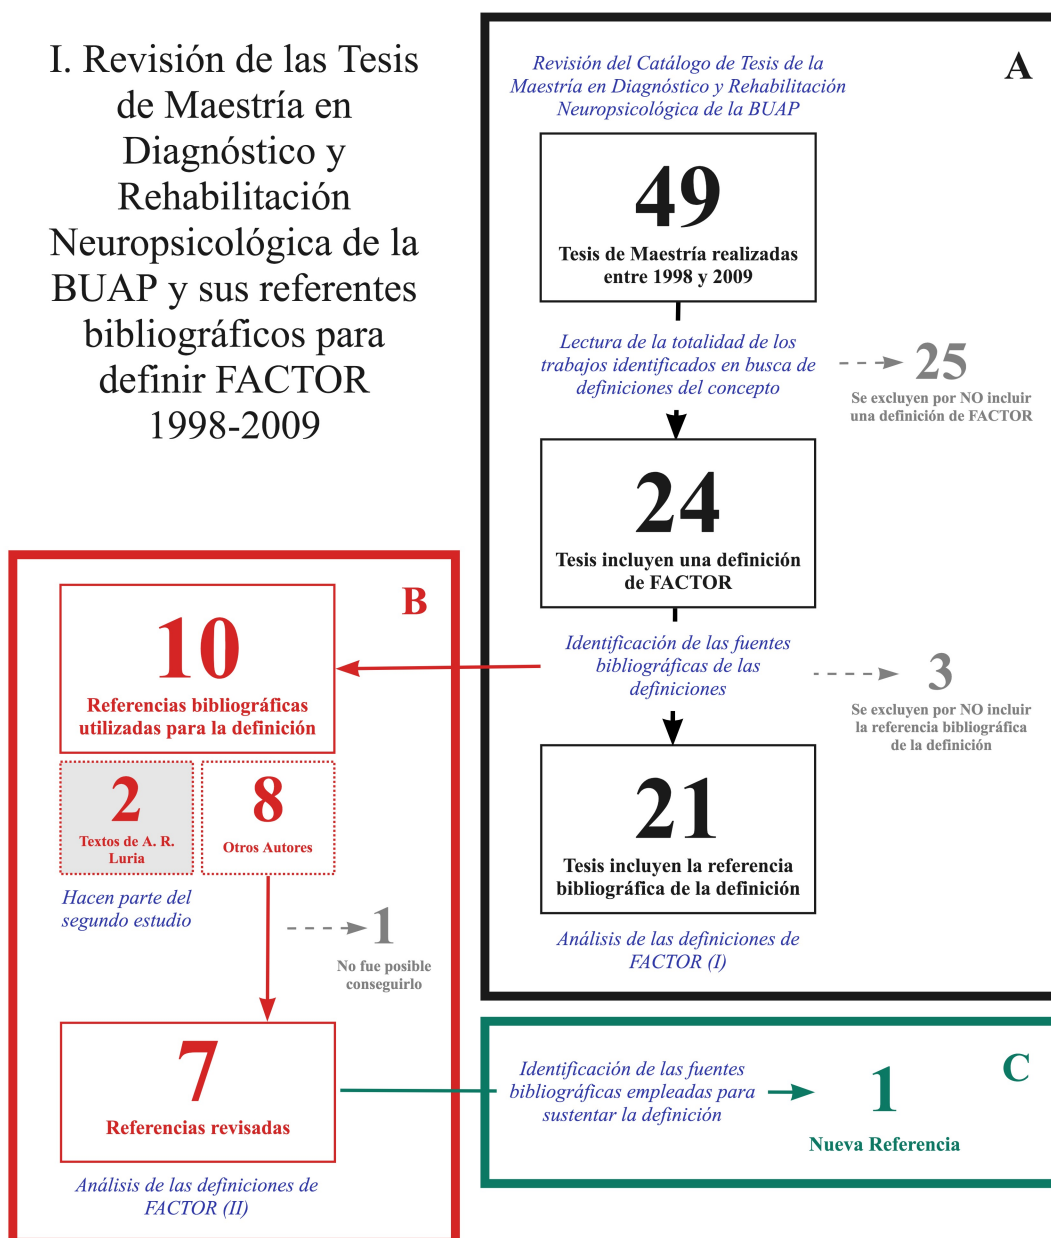 I. Revisión de las Tesis
de Maestría en
Diagnóstico y
Rehabilitación
Neuropsicológica de la
BUAP y sus referentes
bibliográficos para
definir FACTOR
1998-2009
A
Revisión del Catálogo de Tesis de la
Maestría en Diagnóstico y Rehabilitación
Neuropsicológica de la BUAP
49
Tesis de Maestría realizadas
entre 1998 y 2009
Lectura de la totalidad de los
trabajos identificados en busca de
definiciones del concepto
25
Se excluyen por NO incluir
una definición de FACTOR
24
Tesis incluyen una definición
de FACTOR
Identificación de las fuentes
bibliográficas de las
definiciones
3
Se excluyen por NO incluir
la referencia bibliográfica
de la definición
21
Tesis incluyen la referencia
bibliográfica de la definición
Análisis de las definiciones de
FACTOR (I)
B
10
Referencias bibliográficas
utilizadas para la definición
2
Textos de A. R.
Luria
8
Otros Autores
Hacen parte del
segundo estudio
1
No fue posible
conseguirlo
7
Referencias revisadas
Análisis de las definiciones de
FACTOR (II)
C
Identificación de las fuentes
bibliográficas empleadas para
sustentar la definición
1
Nueva Referencia